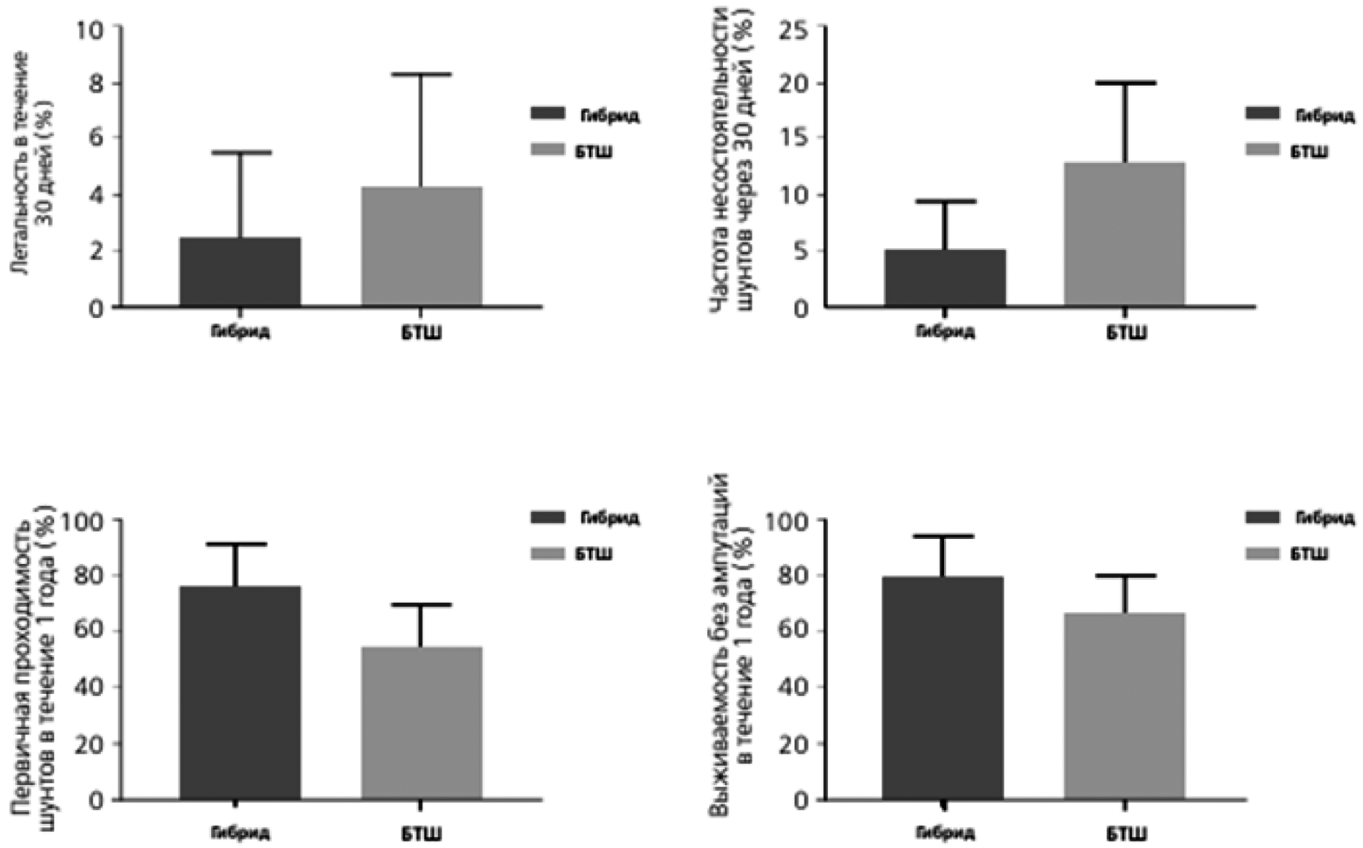 Летальность в течение
30 дней (%)
10
8
6
4
2
0
Гибрид
БТШ
Гибрид
БТШ
Частота несостоятельности
шунтов через 30 дней (%)
25
20
15
10
5
0
Гибрид
БТШ
Гибрид
БТШ
Первичная проходимость
шунтов в течение 1 года (%)
100
80
60
40
20
0
Гибрид
БТШ
Гибрид
БТШ
Выживаемость без ампутаций
в течение 1 года (%)
100
80
60
40
20
0
Гибрид
БТШ
Гибрид
БТШ